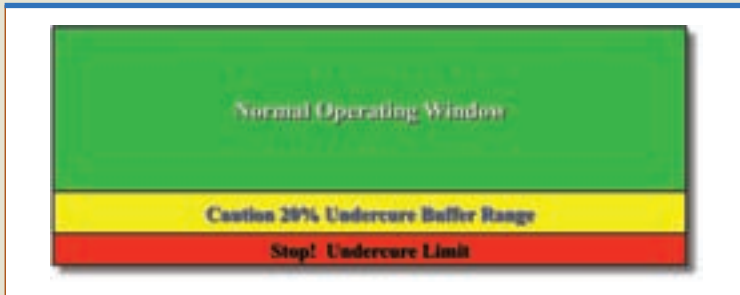 Normal Operating Window
Caution 20% Undercure Buffer Range
Stop! Undercure Limit